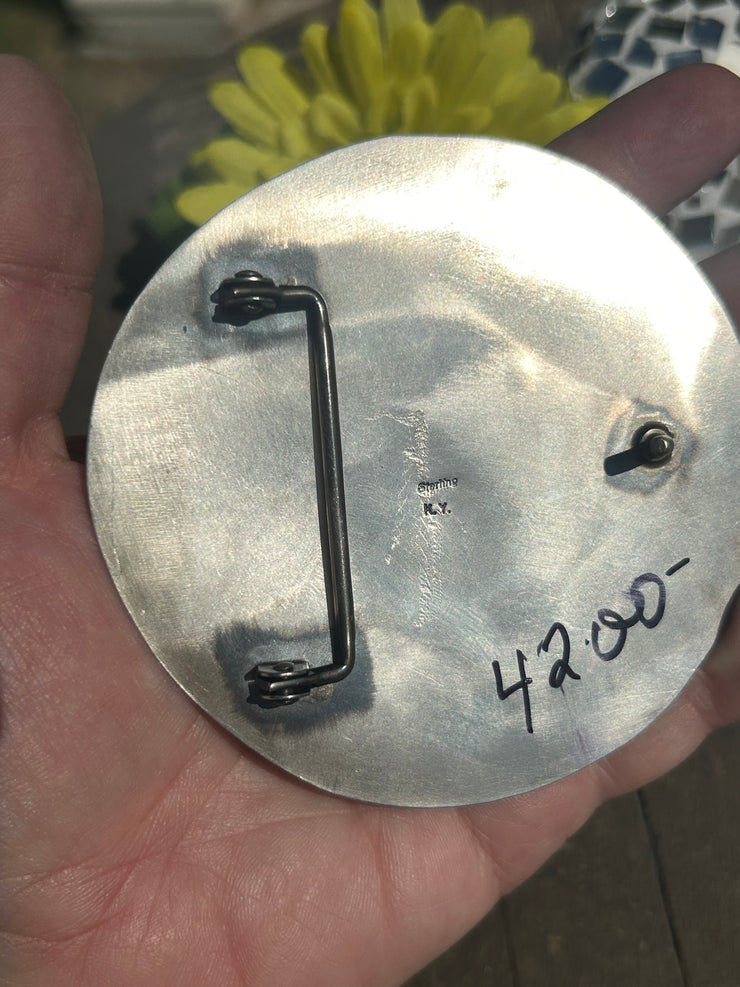 Sterling
K.Y.
42.00-